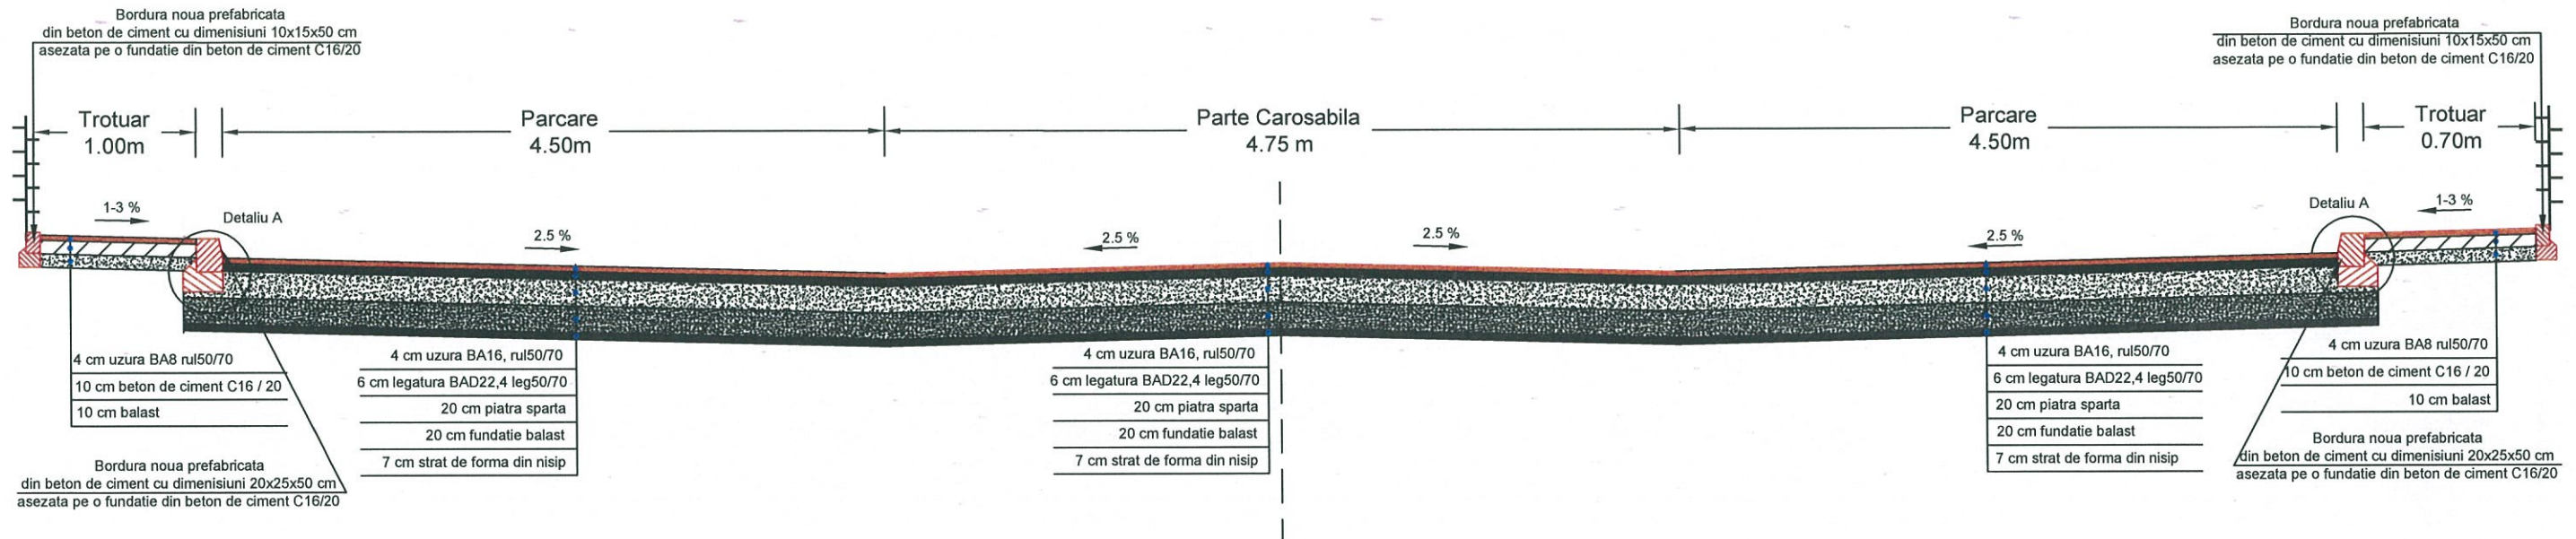 Bordura noua prefabricata
din beton de ciment cu dimenisiuni 10x15x50 cm
asezata pe o fundatie din beton de ciment C16/20
Bordura noua prefabricata
din beton de ciment cu dimenisiuni 10x15x50 cm
asezata pe o fundatie din beton de ciment C16/20
Trotuar
1.00m
Parcare
4.50m
Parte Carosabila
4.75 m
Parcare
4.50m
Trotuar
0.70m
1-3 %
Detaliu A
2.5 %
2.5 %
2.5 %
2.5 %
Detaliu A
1-3 %
4 cm uzura BA8 rul50/70
10 cm beton de ciment C16 / 20
10 cm balast
4 cm uzura BA16, rul50/70
6 cm legatura BAD22,4 leg50/70
20 cm piatra sparta
20 cm fundatie balast
7 cm strat de forma din nisip
4 cm uzura BA16, rul50/70
6 cm legatura BAD22,4 leg50/70
20 cm piatra sparta
20 cm fundatie balast
7 cm strat de forma din nisip
4 cm uzura BA16, rul50/70
6 cm legatura BAD22,4 leg50/70
20 cm piatra sparta
20 cm fundatie balast
7 cm strat de forma din nisip
4 cm uzura BA8 rul50/70
10 cm beton de ciment C16 / 20
10 cm balast
Bordura noua prefabricata
din beton de ciment cu dimenisiuni 20x25x50 cm
asezata pe o fundatie din beton de ciment C16/20
Bordura noua prefabricata
din beton de ciment cu dimenisiuni 20x25x50 cm
asezata pe o fundatie din beton de ciment C16/20